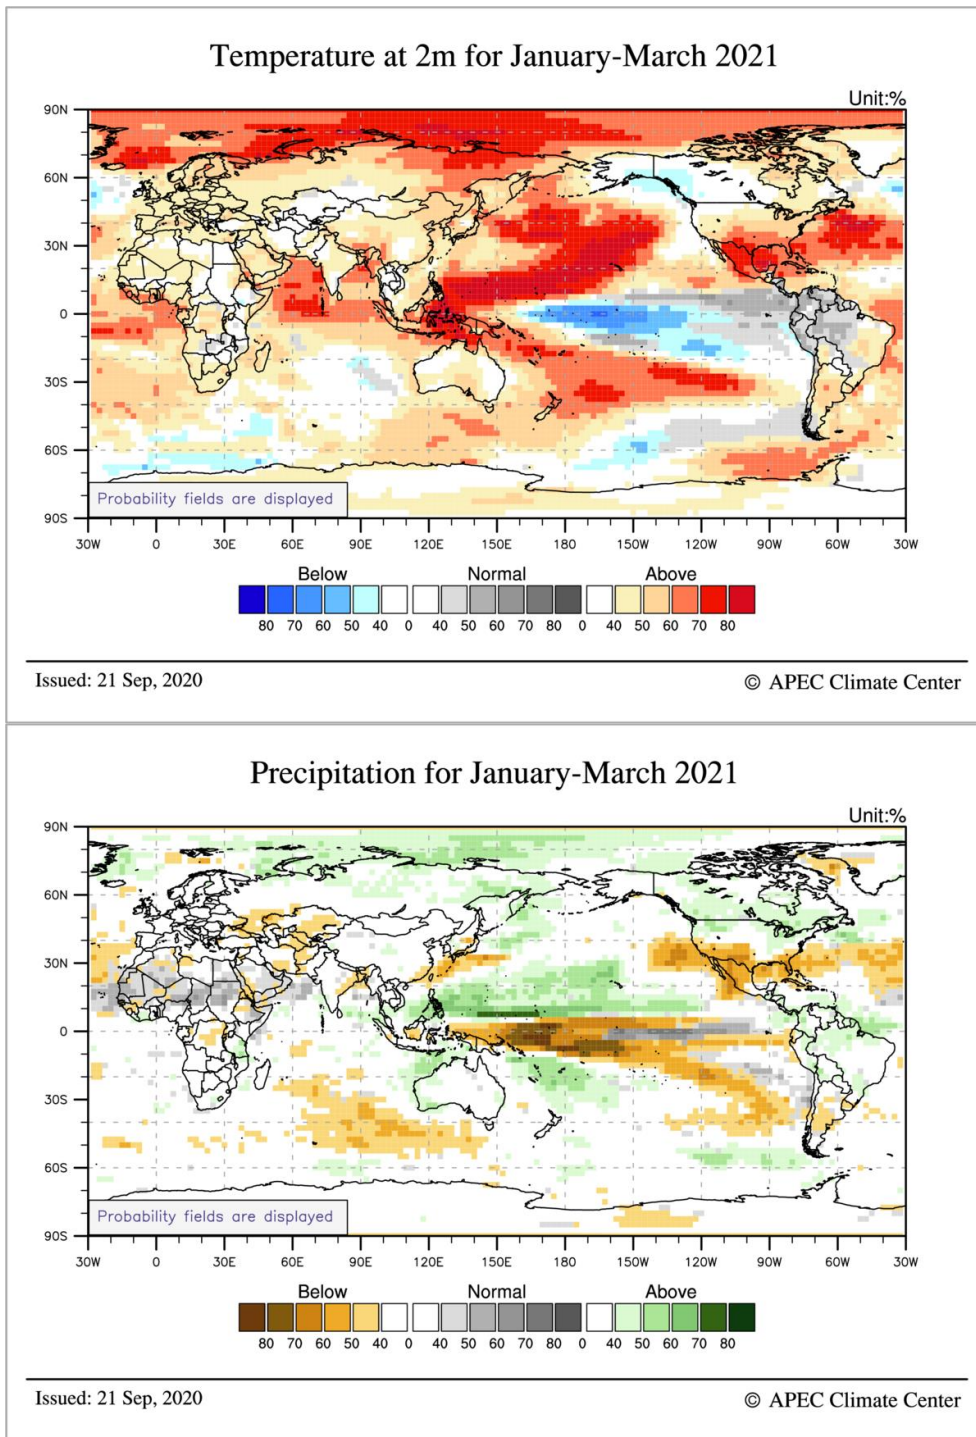 Temperature at 2m for January-March 2021
Unit:%
90N
60N
30N
0
30S
60S
90S
Probability fields are displayed
30W 0 30E 60E 90E 120E 150E 180 150W 120W 90W 60W 30W
Below Normal Above
80 70 60 50 40 0 40 50 60 70 80 0 40 50 60 70 80
Issued: 21 Sep, 2020 © APEC Climate Center
Precipitation for January-March 2021
Unit:%
90N
60N
30N
0
30S
60S
90S
Probability fields are displayed
30W 0 30E 60E 90E 120E 150E 180 150W 120W 90W 60W 30W
Below Normal Above
80 70 60 50 40 0 40 50 60 70 80 0 40 50 60 70 80
Issued: 21 Sep, 2020 © APEC Climate Center